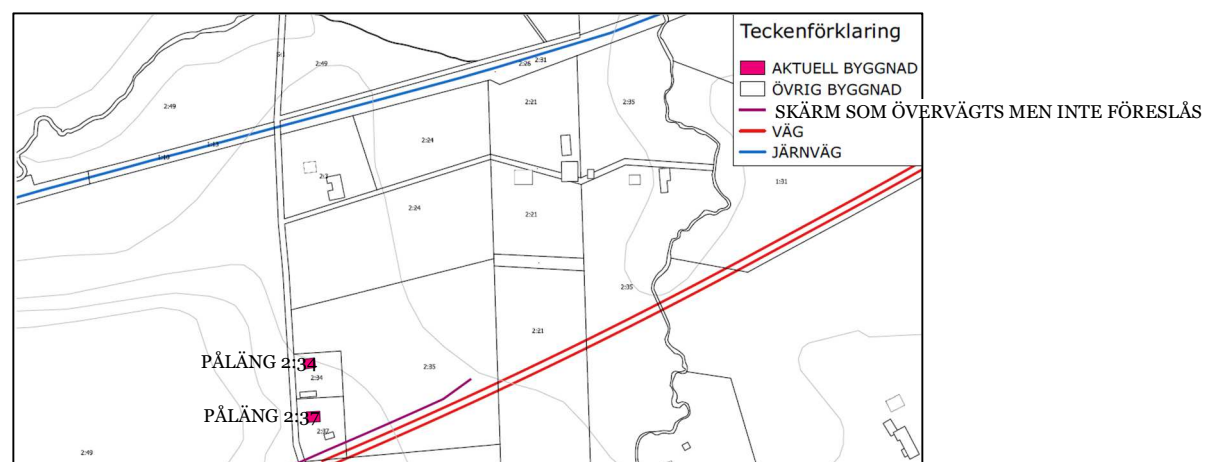 Teckenförklaring
AKTUELL BYGGNAD
ÖVRIG BYGGNAD
SKÄRM SOM ÖVERVÄGTS MEN INTE FÖRESLÅS
VÄG
JÄRNVÄG
2:49
2:31
2:26
2:49
2:21
2:35
2:24
2:2
1:31
2:24
2:21
2:35
2:21
PÅLÄNG 2:34
2:35
2:34
PÅLÄNG 2:37
2:37
2:49